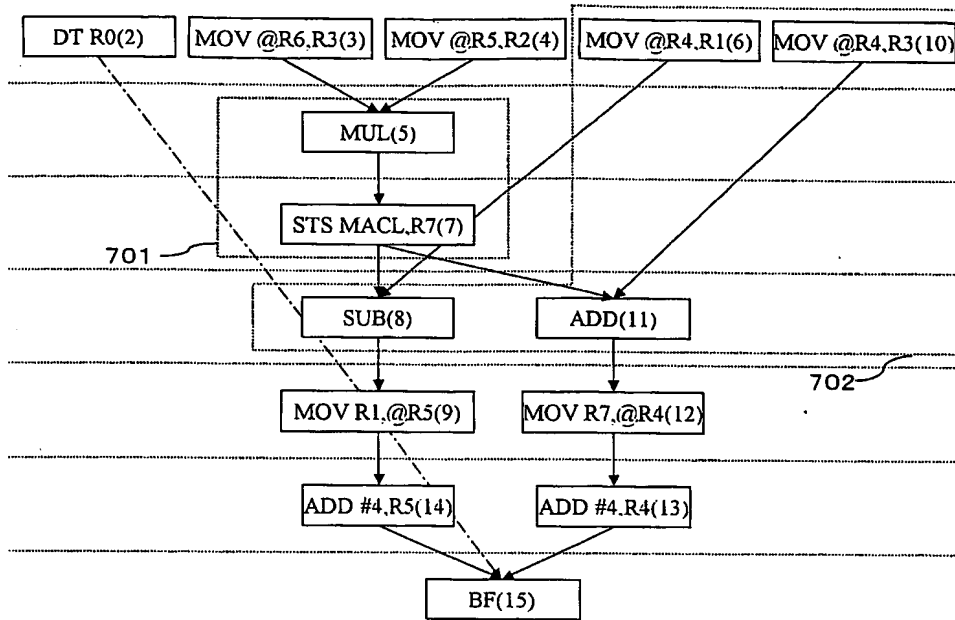 DT R0(2)
MOV @R6,R3(3)
MOV @R5,R2(4)
MOV @R4,R1(6)
MOV @R4,R3(10)
MUL(5)
STS MACL,R7(7)
701
SUB(8)
ADD(11)
702
MOV R1,@R5(9)
MOV R7,@R4(12)
ADD #4,R5(14)
ADD #4,R4(13)
BF(15)